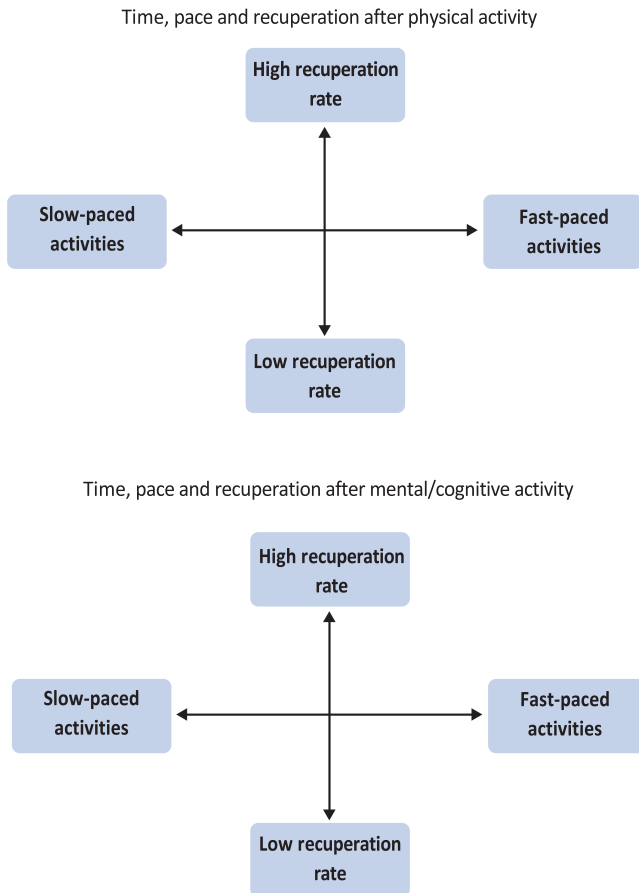 Time, pace and recuperation after physical activity
High recuperation
rate
Slow-paced
activities
Fast-paced
activities
Low recuperation
rate
Time, pace and recuperation after mental/cognitive activity
High recuperation
rate
Slow-paced
activities
Fast-paced
activities
Low recuperation
rate